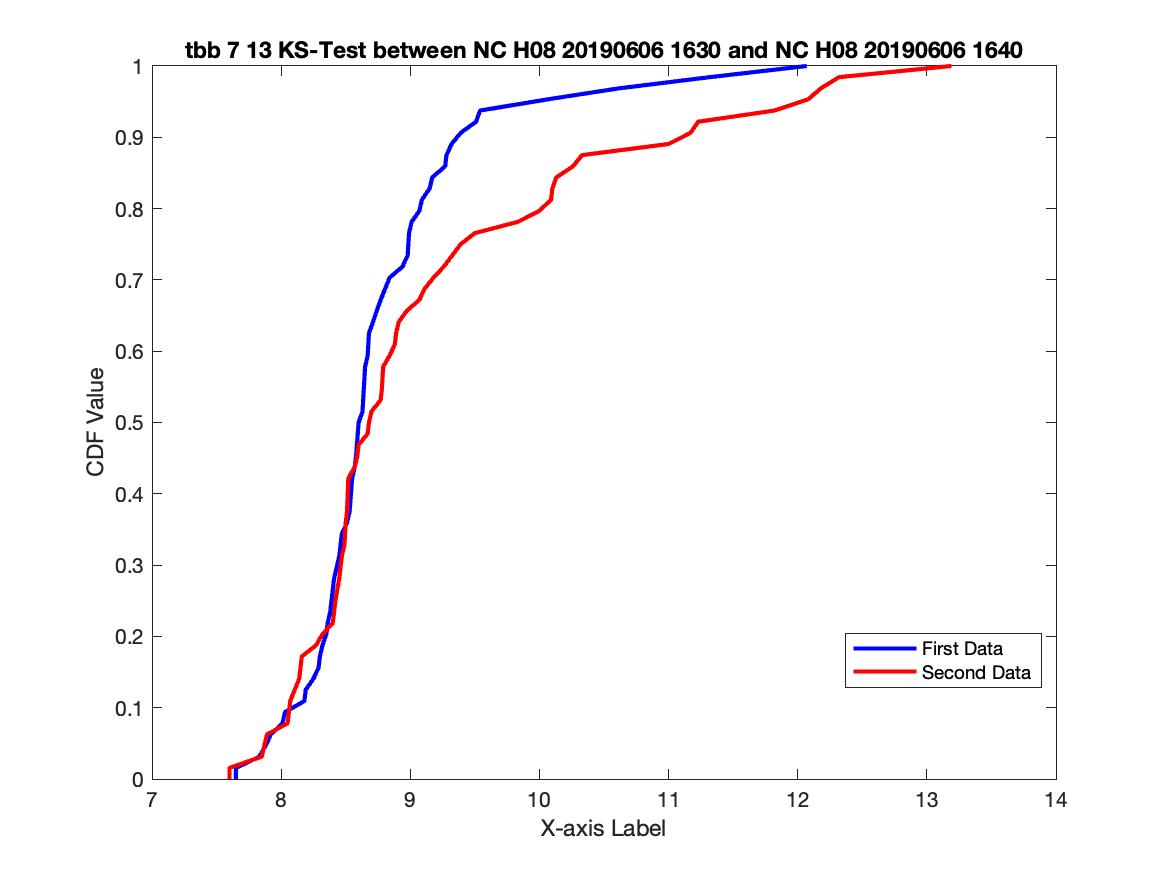 tbb 7 13 KS-Test between NC H08 20190606 1630 and NC H08 20190606 1640
1
0.9
0.8
0.7
0.6
0.5
0.4
0.3
0.2
0.1
0
CDF Value
First Data
Second Data
7 8 9 10 11 12 13 14
X-axis Label